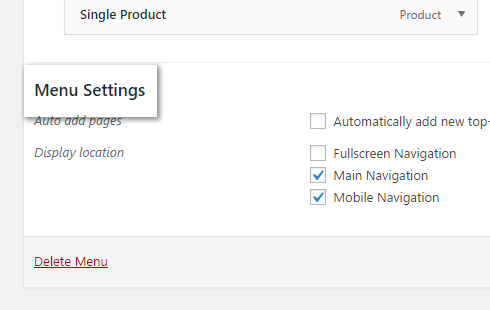 Single Product Product
Menu Settings
Auto add pages Automatically add new top-
Display location Fullscreen Navigation
Main Navigation
Mobile Navigation
Delete Menu